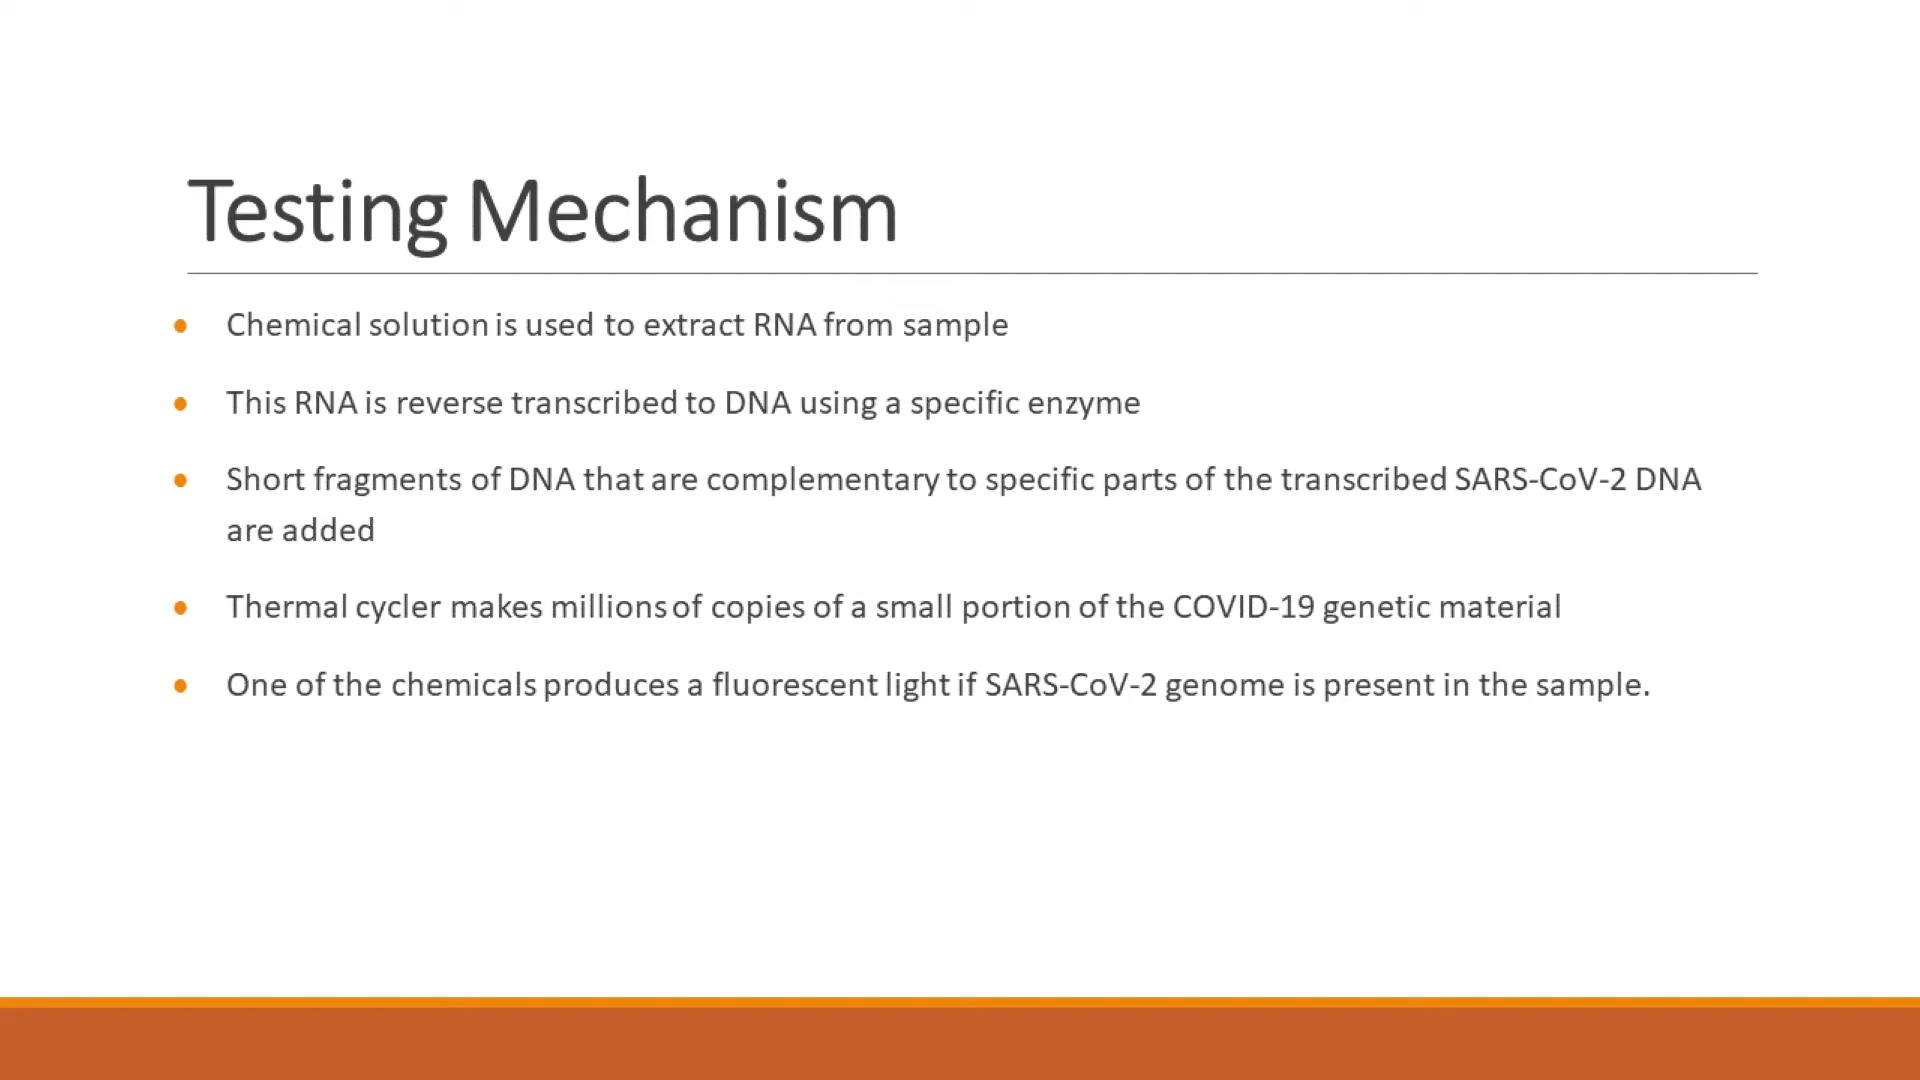 Testing Mechanism
Chemical solution is used to extract RNA from sample
This RNA is reverse transcribed to DNA using a specific enzyme
Short fragments of DNA that are complementary to specific parts of the transcribed SARS-CoV-2 DNA
are added
Thermal cycler makes millions of copies of a small portion of the COVID-19 genetic material
One of the chemicals produces a fluorescent light if SARS-CoV-2 genome is present in the sample.